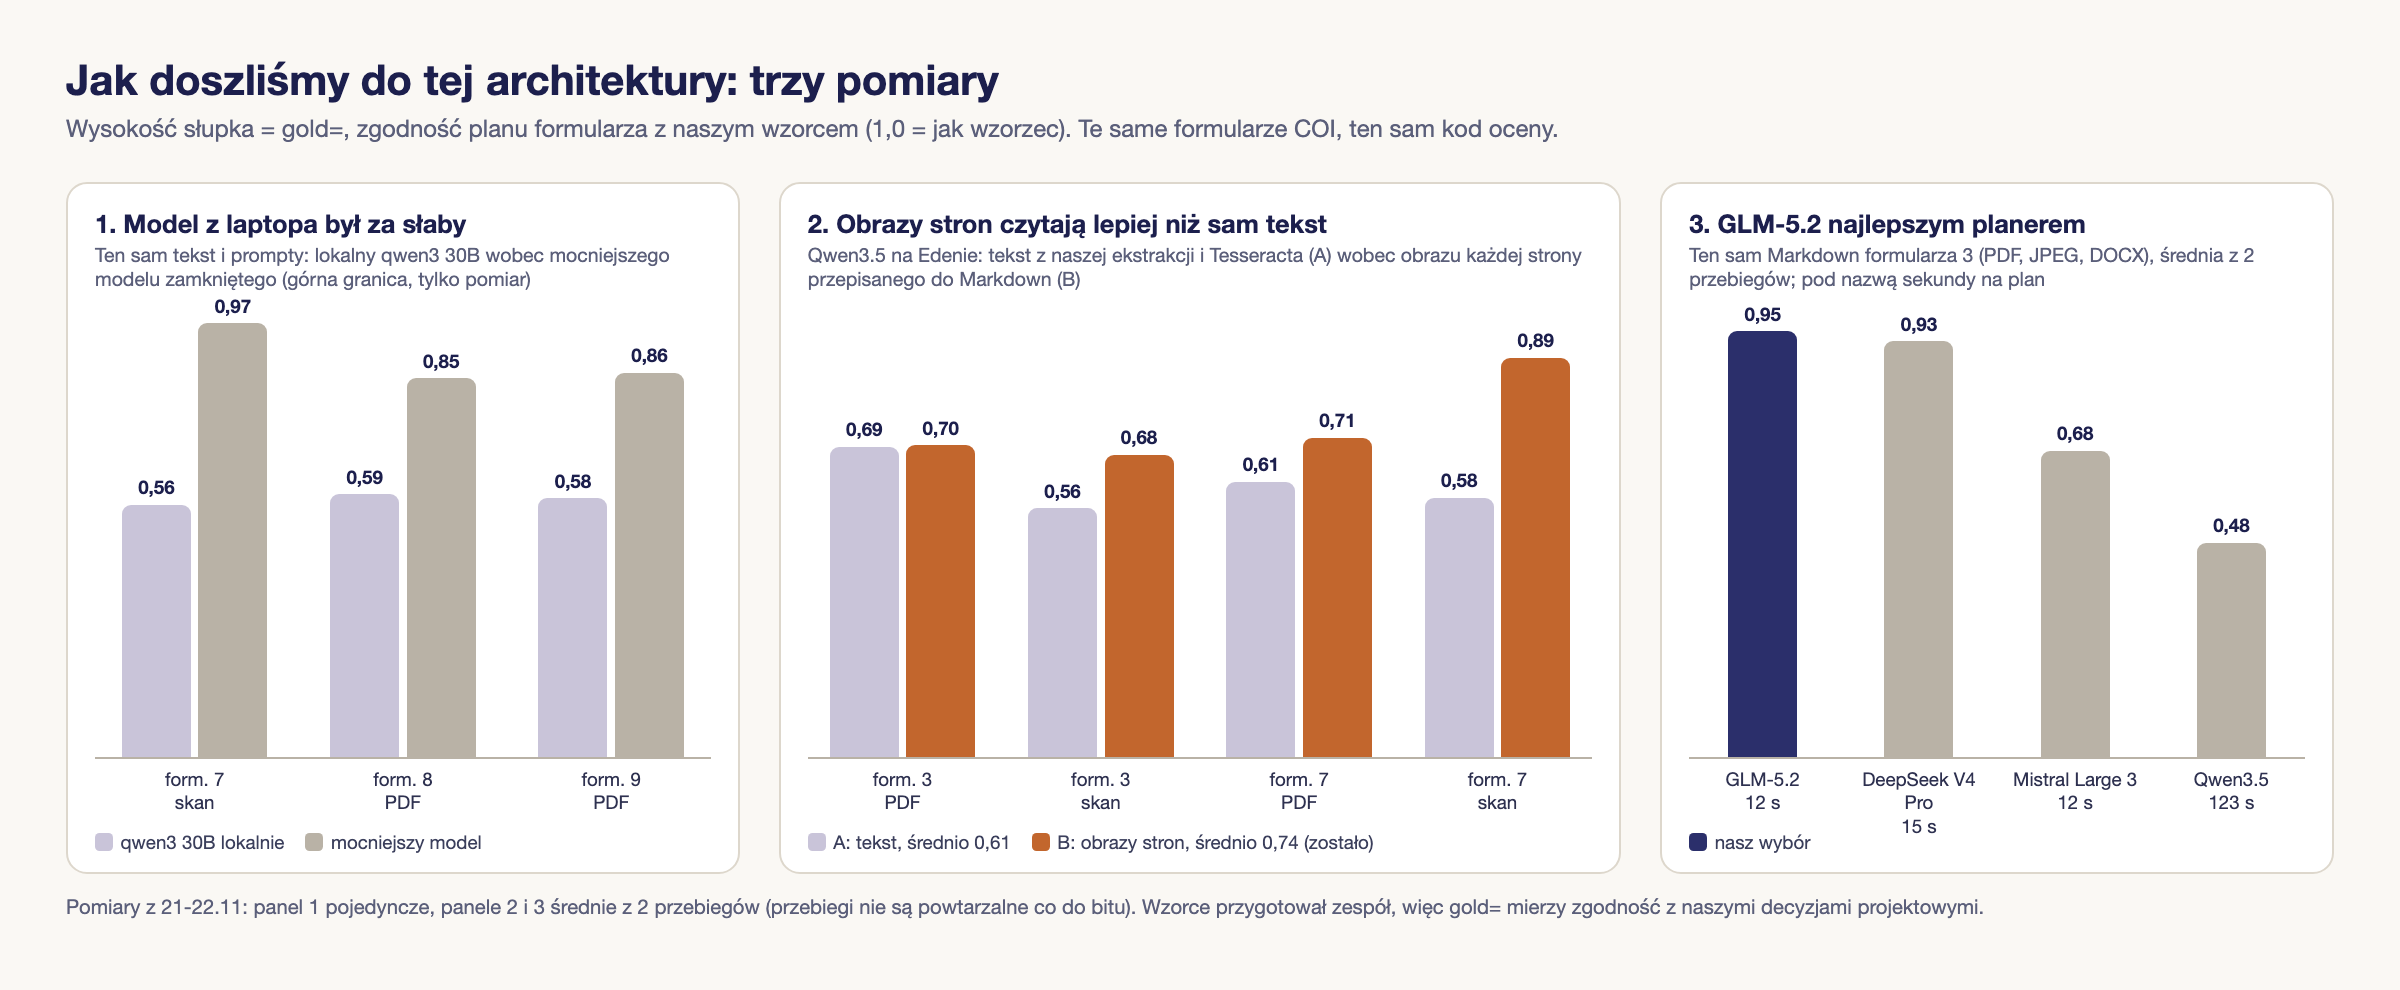 Jak doszliśmy do tej architektury: trzy pomiary
Wysokość słupka = gold=, zgodność planu formularza z naszym wzorcem (1,0 = jak wzorzec). Te same formularze COI, ten sam kod oceny.
1. Model z laptopa był za słaby
Ten sam tekst i prompty: lokalny qwen3 30B wobec mocniejszego
modelu zamkniętego (górna granica, tylko pomiar)
0,97
0,85
0,86
0,56
0,59
0,58
form. 7
skan
form. 8
PDF
form. 9
PDF
qwen3 30B lokalnie
mocniejszy model
2. Obrazy stron czytają lepiej niż sam tekst
Qwen3.5 na Edenie: tekst z naszej ekstrakcji i Tesseracta (A) wobec obrazu każdej strony
przepisanego do Markdown (B)
0,69
0,70
0,56
0,68
0,61
0,71
0,58
0,89
form. 3
PDF
form. 3
skan
form. 7
PDF
form. 7
skan
A: tekst, średnio 0,61
B: obrazy stron, średnio 0,74 (zostało)
3. GLM-5.2 najlepszym planerem
Ten sam Markdown formularza 3 (PDF, JPEG, DOCX), średnia z 2
przebiegów; pod nazwą sekundy na plan
0,95
0,93
0,68
0,48
GLM-5.2
12 s
DeepSeek V4
Pro
15 s
Mistral Large 3
12 s
Qwen3.5
123 s
nasz wybór
Pomiary z 21-22.11: panel 1 pojedyncze, panele 2 i 3 średnie z 2 przebiegów (przebiegi nie są powtarzalne co do bitu). Wzorce przygotował zespół, więc gold= mierzy zgodność z naszymi decyzjami projektowymi.